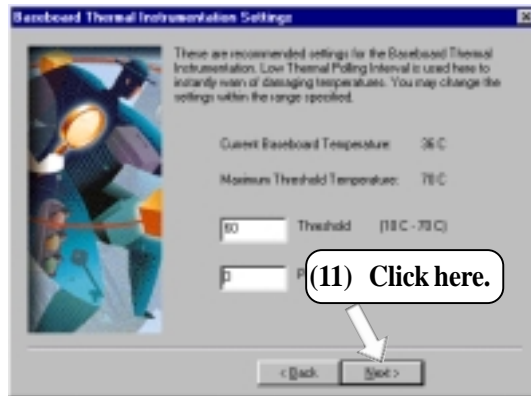 Baseboard Thermal Instrumentation Settings
These are recommended settings for the Baseboard Thermal
Instrumentation. Low Thermal Polling Interval is used here to
instantly warn of damaging temperatures. You may change the
settings within the range specified.
Current Baseboard Temperature: 36 C
Maximum Threshold Temperature: 70 C
60 Threshold (10 C - 70 C)
P
(11) Click here.
< Back Next >